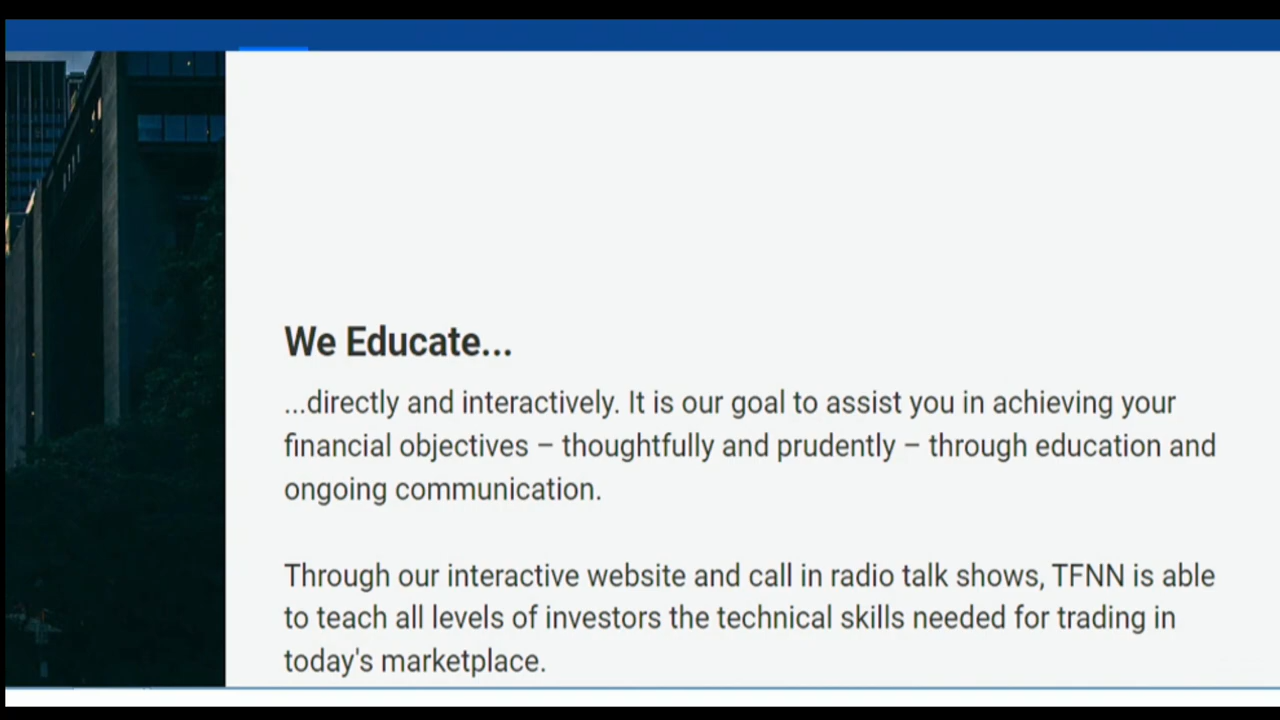 We Educate...
...directly and interactively. It is our goal to assist you in achieving your
financial objectives – thoughtfully and prudently – through education and
ongoing communication.
Through our interactive website and call in radio talk shows, TFNN is able
to teach all levels of investors the technical skills needed for trading in
today's marketplace.